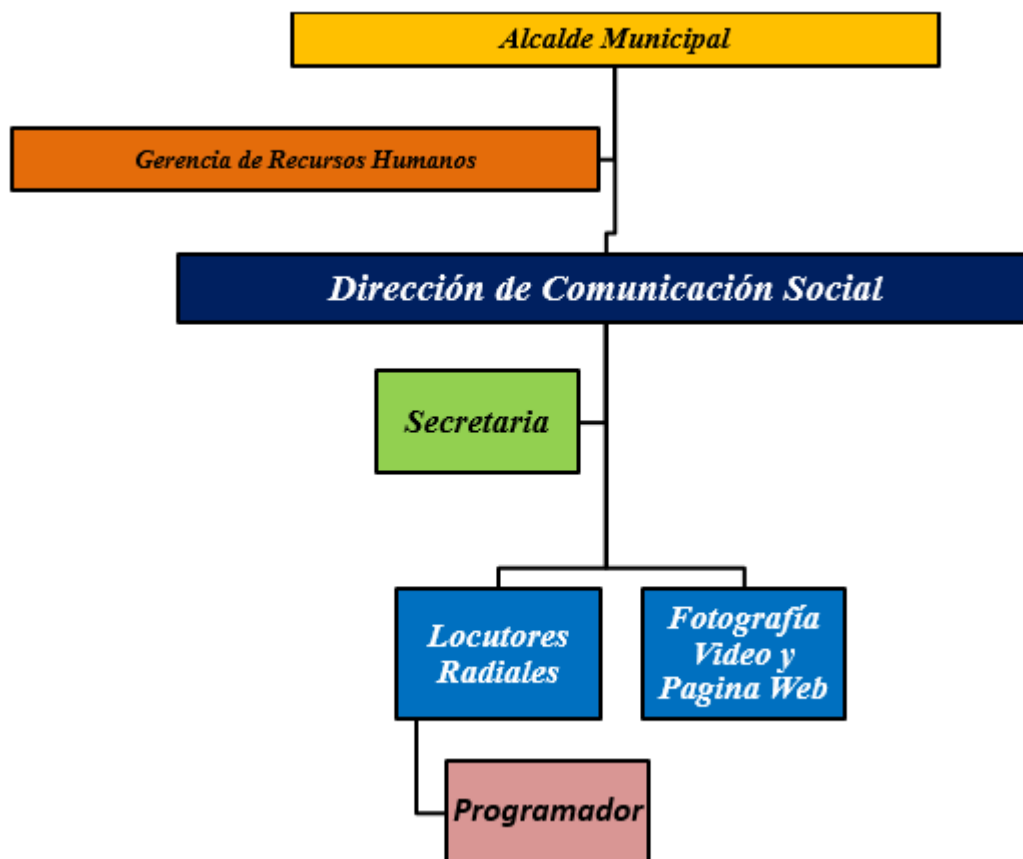 Alcalde Municipal
Gerencia de Recursos Humanos
Dirección de Comunicación Social
Secretaria
Locutores
Radiales
Fotografía
Video y
Pagina Web
Programador